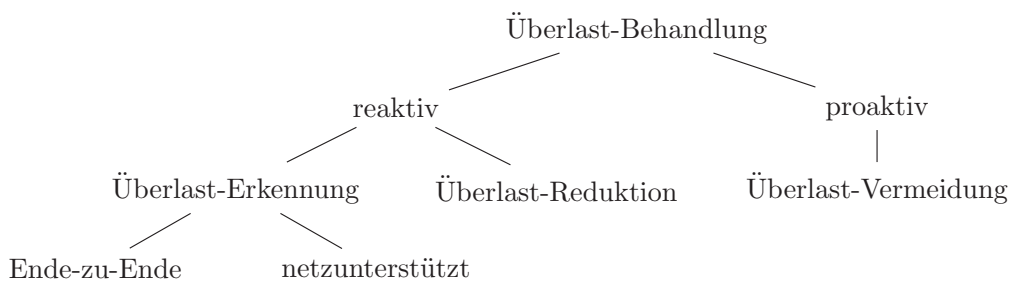 Überlast-Behandlung
reaktiv
proaktiv
Überlast-Erkennung
Überlast-Reduktion
Überlast-Vermeidung
Ende-zu-Ende
netzunterstützt